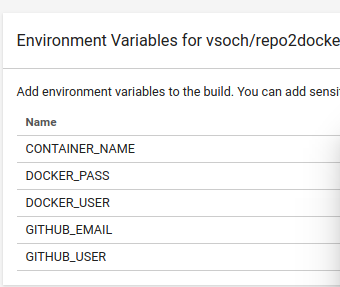 Environment Variables for vsoch/repo2docke
Add environment variables to the build. You can add sensi
Name
CONTAINER_NAME
DOCKER_PASS
DOCKER_USER
GITHUB_EMAIL
GITHUB_USER